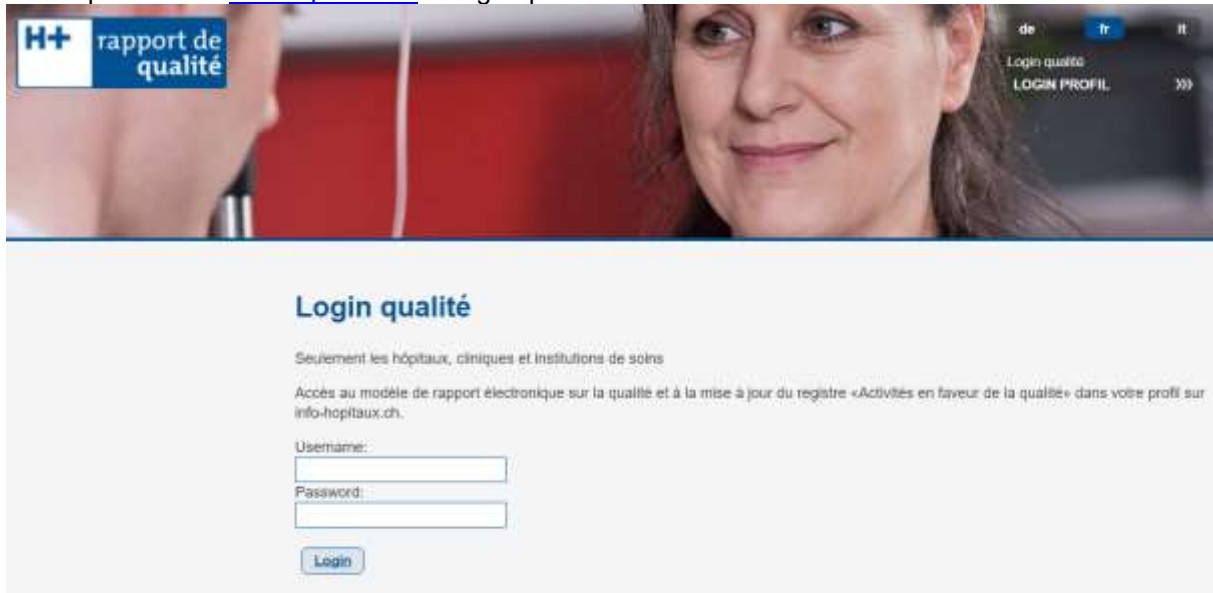 H+ rapport de
qualité
de fr it
Login qualité
LOGIN PROFIL »»
Login qualité
Seulement les hôpitaux, cliniques et institutions de soins
Accès au modèle de rapport électronique sur la qualité et à la mise à jour du registre «Activités en faveur de la qualité» dans votre profil sur
info-hopitaux.ch.
Username:
Password:
Login